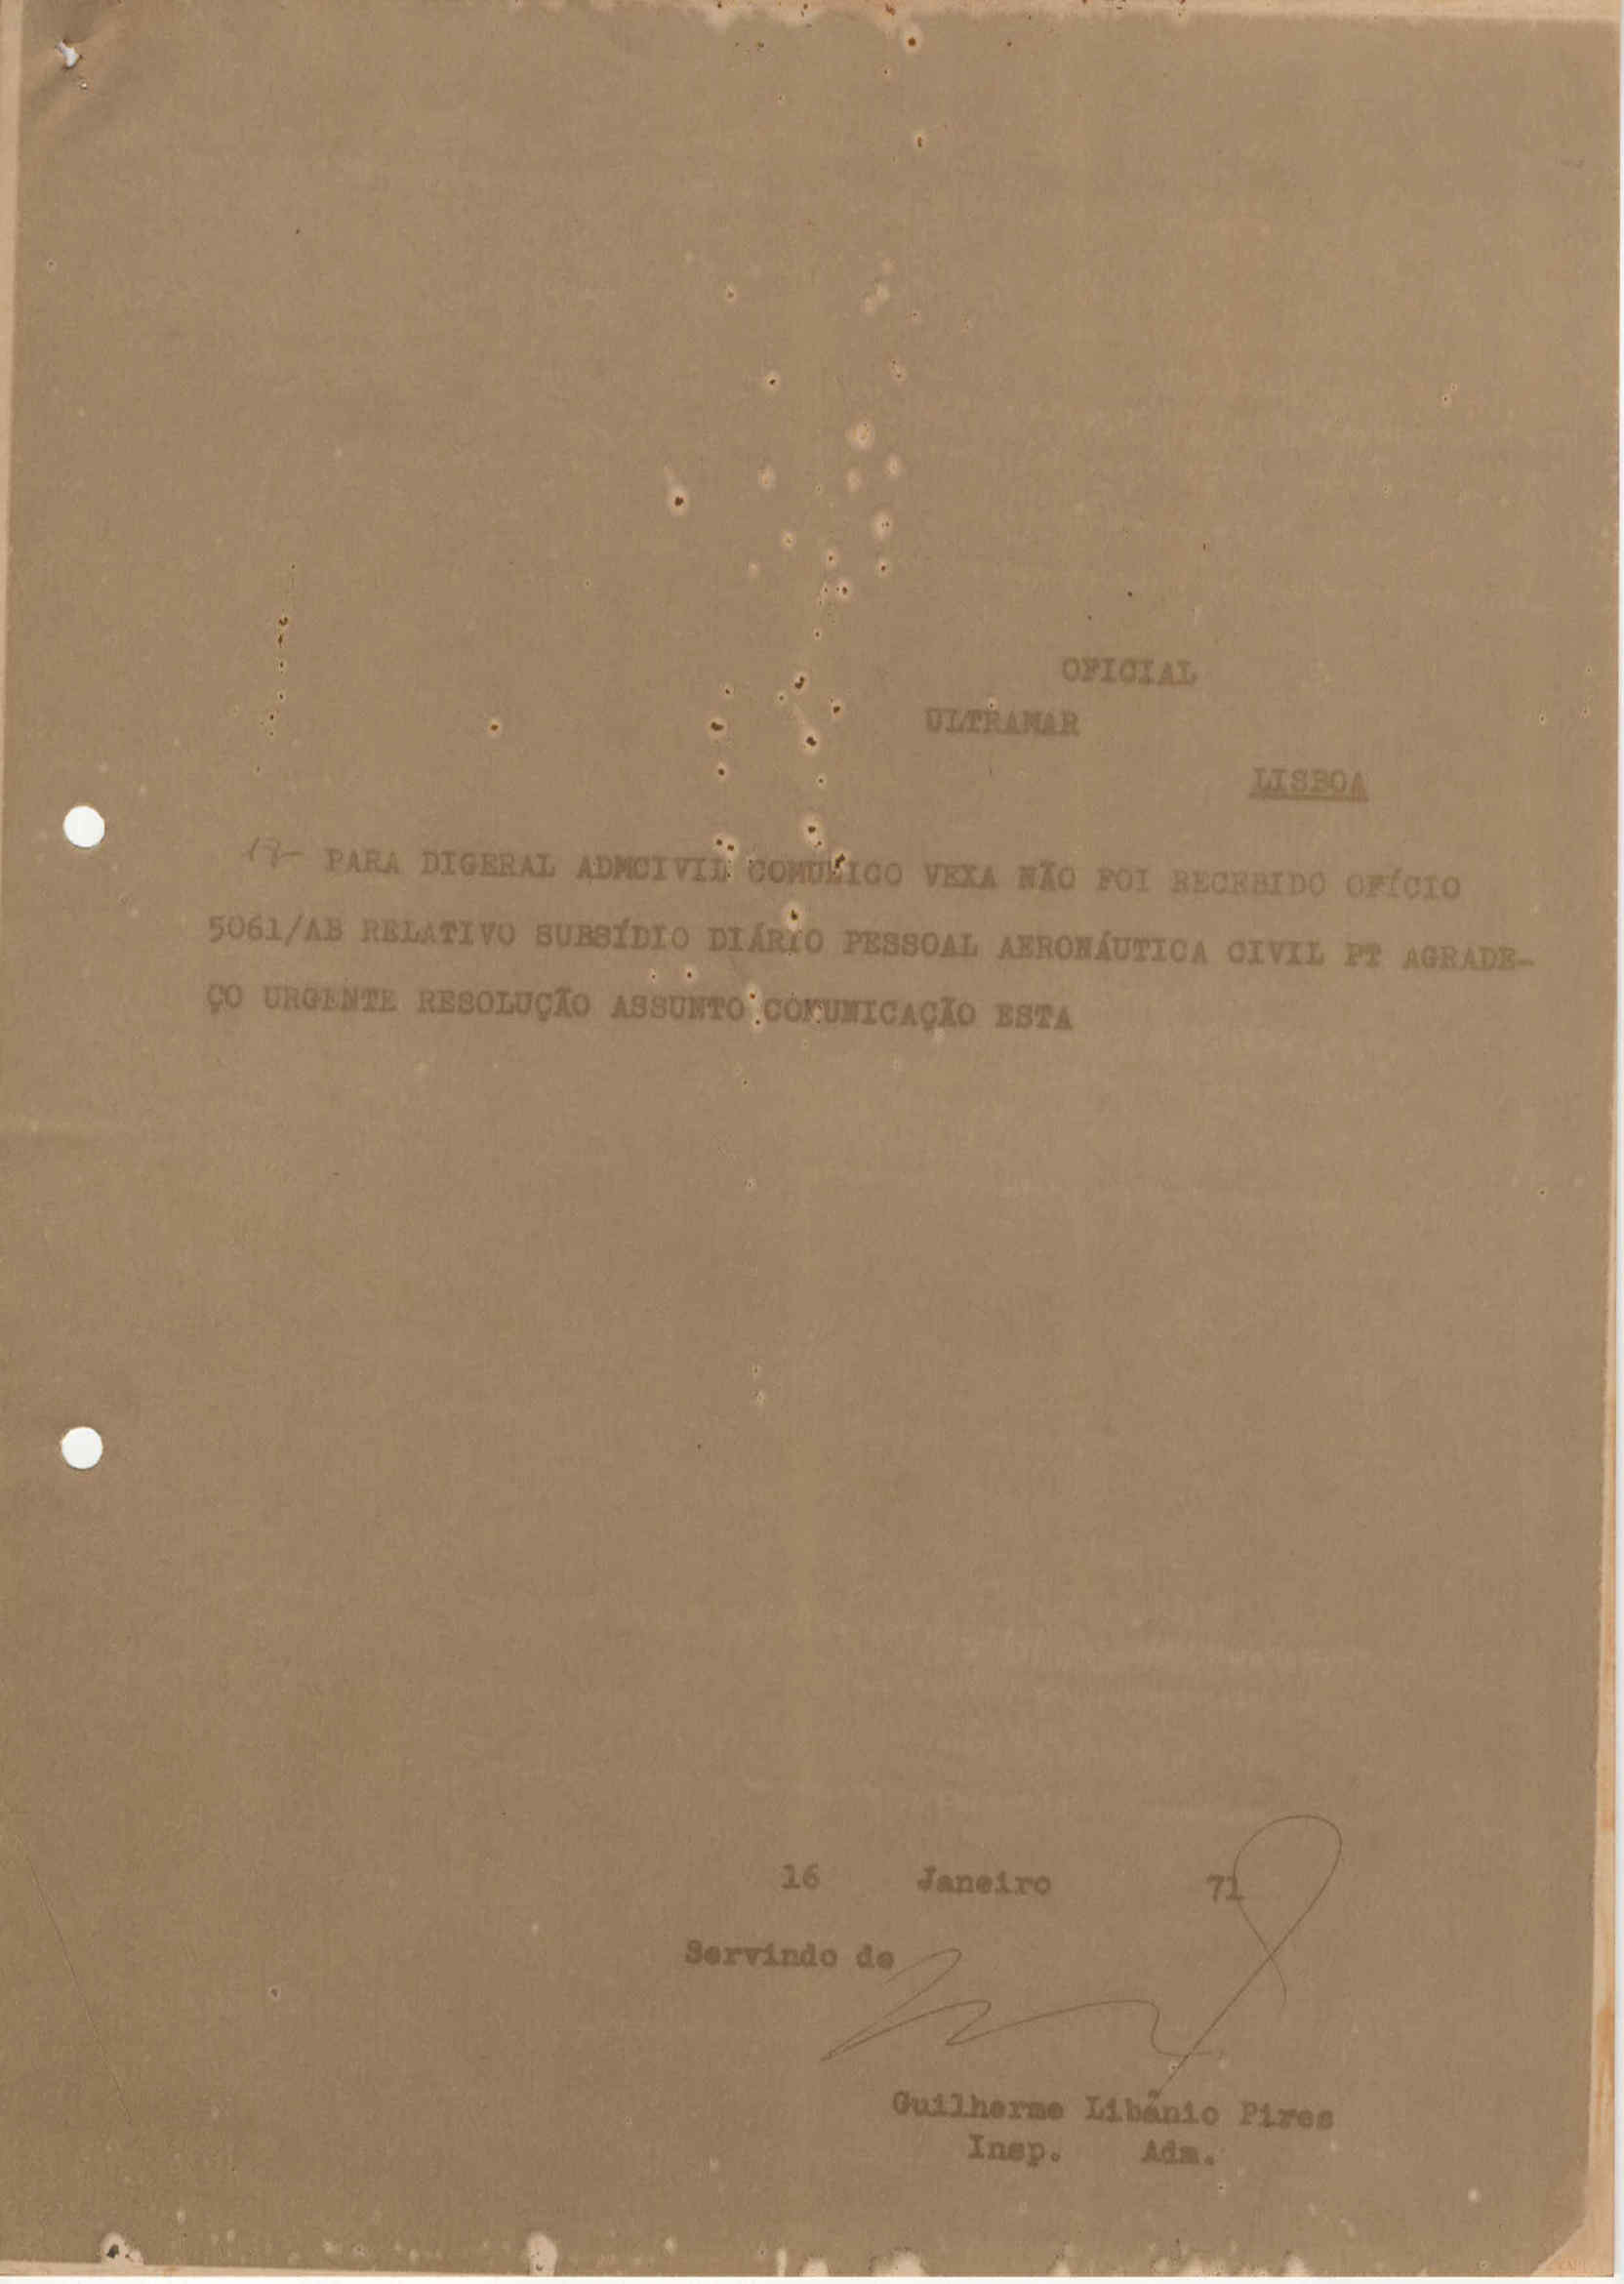 OFICIAL
ULTRAMAR
LISBOA
17- PARA DIGERAL ADMCIVIL COMUNICO VEXA NÃO FOI RECEBIDO OFÍCIO
5061/AB RELATIVO SUBSÍDIO DIÁRIO PESSOAL AERONÁUTICA CIVIL PT AGRADE-
ÇO URGENTE RESOLUÇÃO ASSUNTO COMUNICAÇÃO ESTA
16 Janeiro 71
Servindo de
Guilherme Libânio Pires
Insp. Adm.